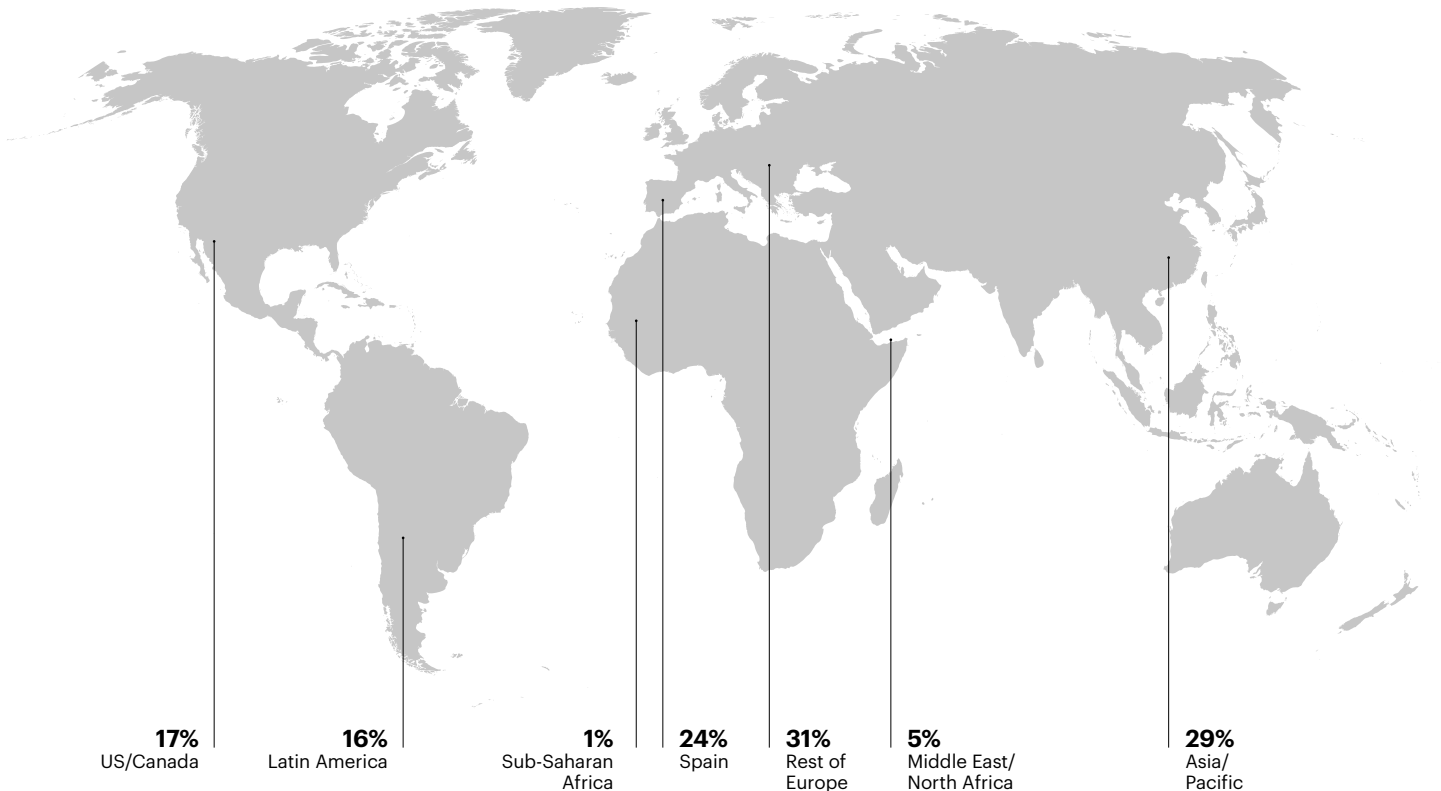 17%
US/Canada
16%
Latin America
1%
Sub-Saharan
Africa
24%
Spain
31%
Rest of
Europe
5%
Middle East/
North Africa
29%
Asia/
Pacific